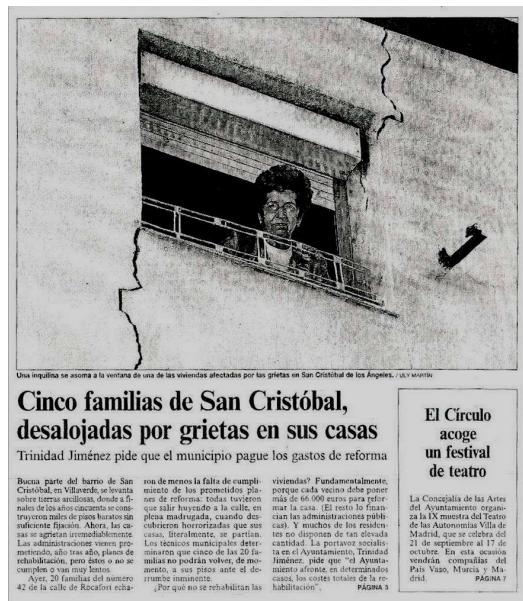 Una inquilina se asoma a la ventana de una de las viviendas afectadas por las grietas en San Cristóbal de los Ángeles. / ULY MARTÍN
Cinco familias de San Cristóbal,
desalojadas por grietas en sus casas
Trinidad Jiménez pide que el municipio pague los gastos de reforma
Buena parte del barrio de San
Cristóbal, en Villaverde, se levanta
sobre tierras arcillosas, donde a fi-
nales de los años cincuenta se cons-
truyeron miles de pisos baratos sin
suficiente fijación. Ahora, las ca-
sas se agrietan irremediablemente.
Las administraciones vienen pro-
metiendo, año tras año, planes de
rehabilitación, pero éstos o no se
cumplen o van muy lentos.
Ayer, 20 familias del número
42 de la calle de Rocafort echa-
ron de menos la falta de cumpli-
miento de los prometidos pla-
nes de reforma: todas tuvieron
que salir huyendo a la calle, en
plena madrugada, cuando des-
cubrieron horrorizadas que sus
casas, literalmente, se partían.
Los técnicos municipales deter-
minaron que cinco de las 20 fa-
milias no podrán volver, de mo-
mento, a sus pisos ante el de-
rrumbe inminente.
¿Por qué no se rehabilitan las
viviendas? Fundamentalmente,
porque cada vecino debe poner
más de 66.000 euros para refor-
mar la casa. (El resto lo finan-
cian las administraciones públi-
cas). Y muchos de los residen-
tes no disponen de tan elevada
cantidad. La portavoz socialis-
ta en el Ayuntamiento, Trinidad
Jiménez, pide que "el Ayunta-
miento afronte, en determinados
casos, los costes totales de la re-
habilitación".
PÁGINA 3
El Círculo
acoge
un festival
de teatro
La Concejalía de las Artes
del Ayuntamiento organi-
za la IX muestra del Teatro
de las Autonomías Villa de
Madrid, que se celebra del
21 de septiembre al 17 de
octubre. En esta ocasión
vendrán compañías del
País Vaso, Murcia y Ma-
drid.
PÁGINA 7